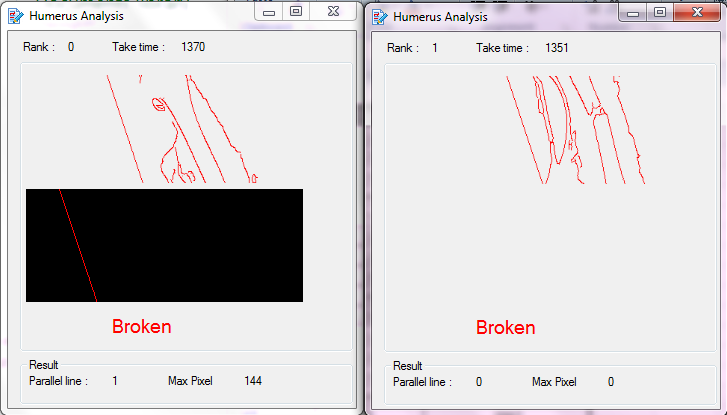 Humerus Analysis
Rank : 0 Take time : 1370
Broken
Result
Parallel line : 1 Max Pixel 144
Humerus Analysis
Rank : 1 Take time : 1351
Broken
Result
Parallel line : 0 Max Pixel 0